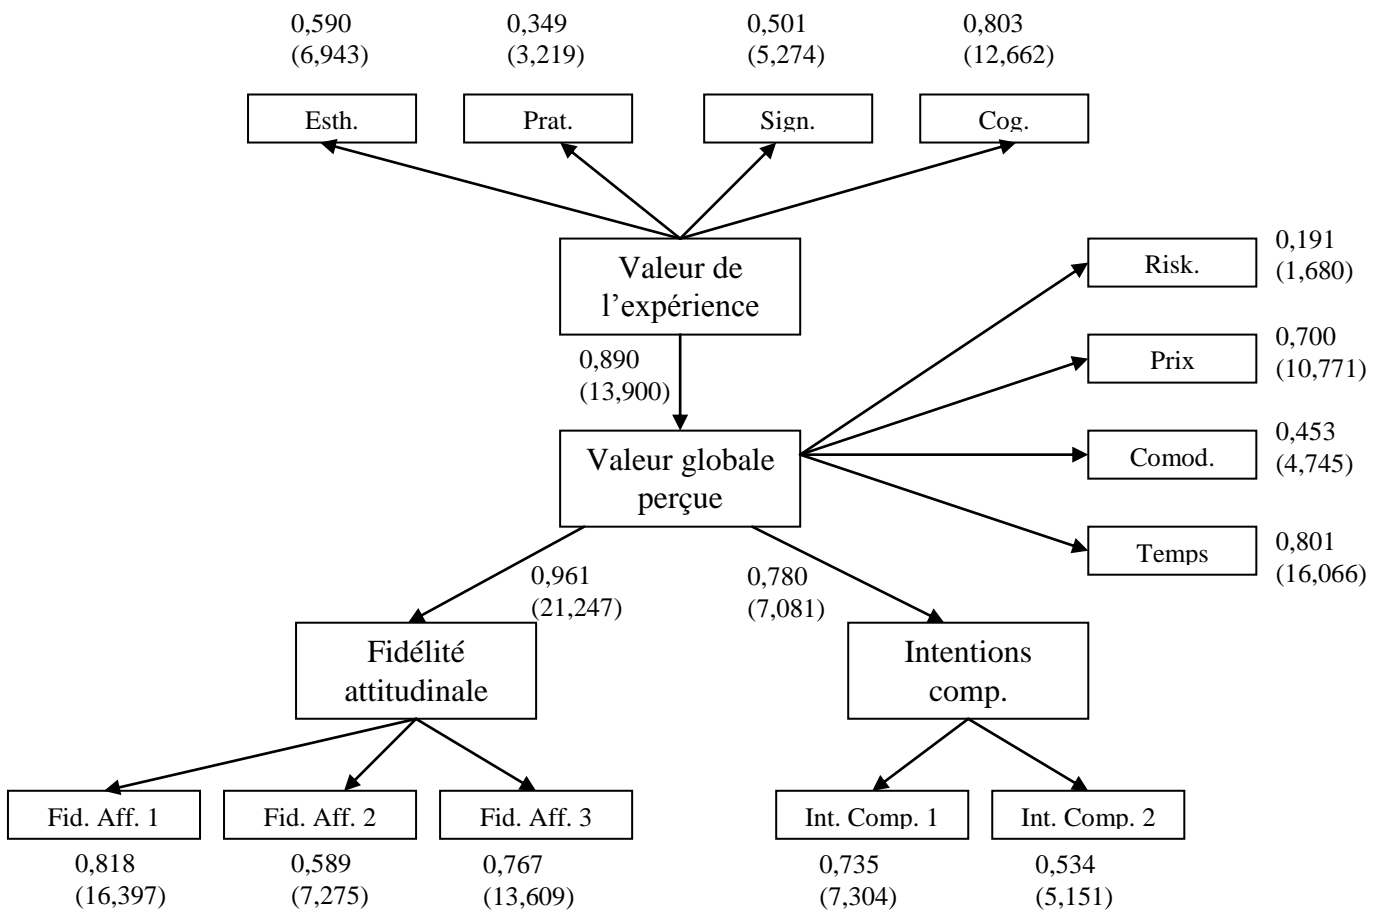 0,590
(6,943)
0,349
(3,219)
0,501
(5,274)
0,803
(12,662)
Esth.
Prat.
Sign.
Cog.
Valeur de
l’expérience
0,890
(13,900)
Risk.
0,191
(1,680)
Prix
0,700
(10,771)
Valeur globale
perçue
Comod.
0,453
(4,745)
Temps
0,801
(16,066)
0,961
(21,247)
0,780
(7,081)
Fidélité
attitudinale
Intentions
comp.
Fid. Aff. 1
Fid. Aff. 2
Fid. Aff. 3
Int. Comp. 1
Int. Comp. 2
0,818
(16,397)
0,589
(7,275)
0,767
(13,609)
0,735
(7,304)
0,534
(5,151)